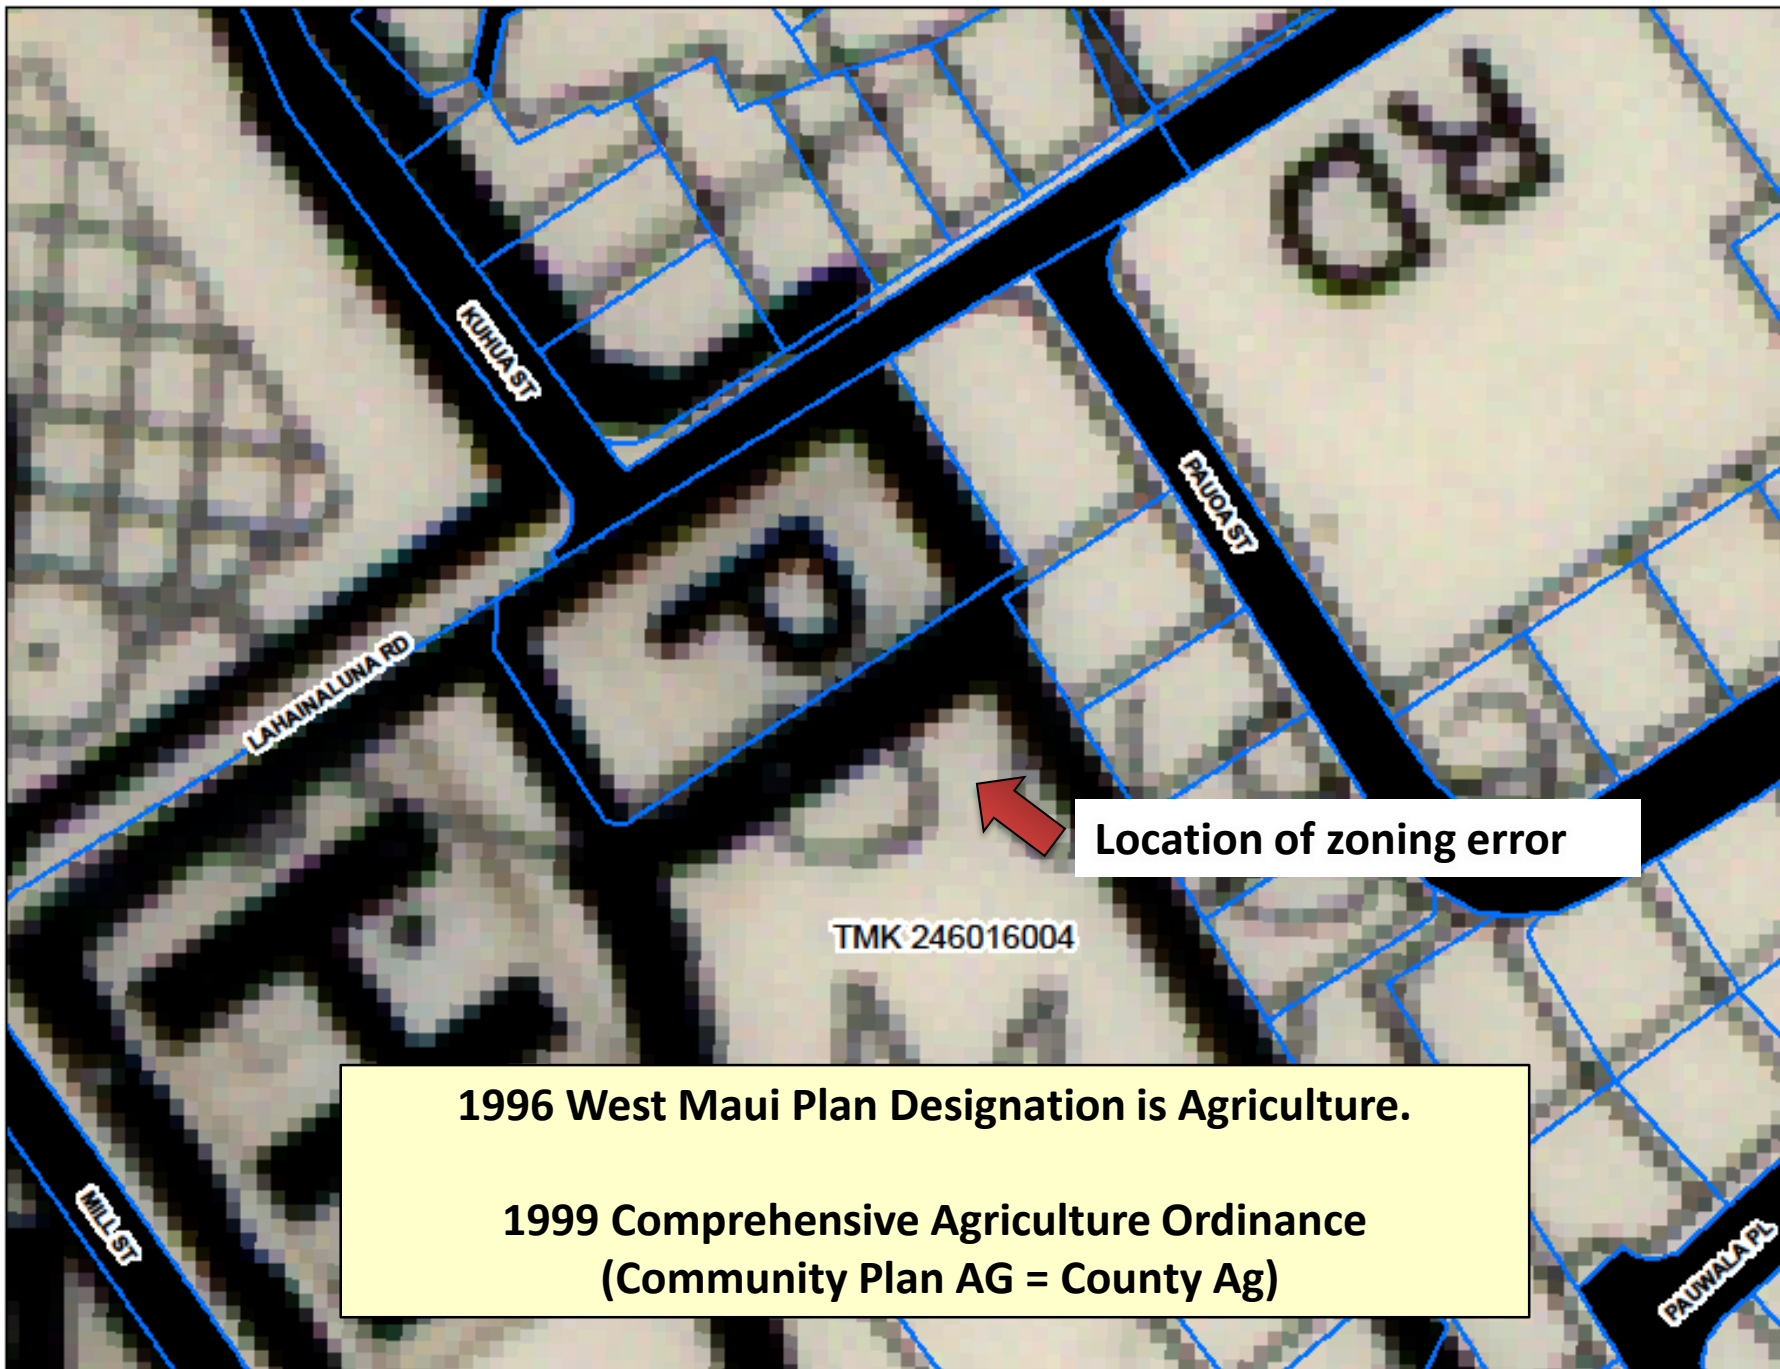 RO
KUHUA ST
PAUOA ST
P
LAHAINALUNA RD
Location of zoning error
TMK 246016004
1996 West Maui Plan Designation is Agriculture.
1999 Comprehensive Agriculture Ordinance
(Community Plan AG = County Ag)
MILL ST
PAUWALA PL